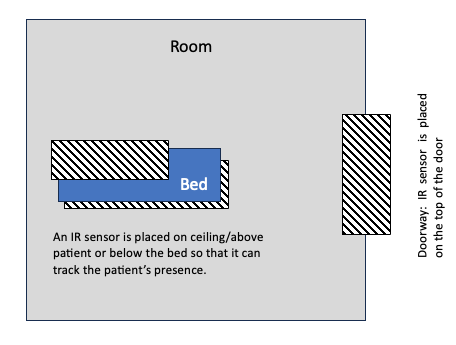 Room
Bed
An IR sensor is placed on ceiling/above
patient or below the bed so that it can
track the patient's presence.
Doorway: IR sensor is placed
on the top of the door